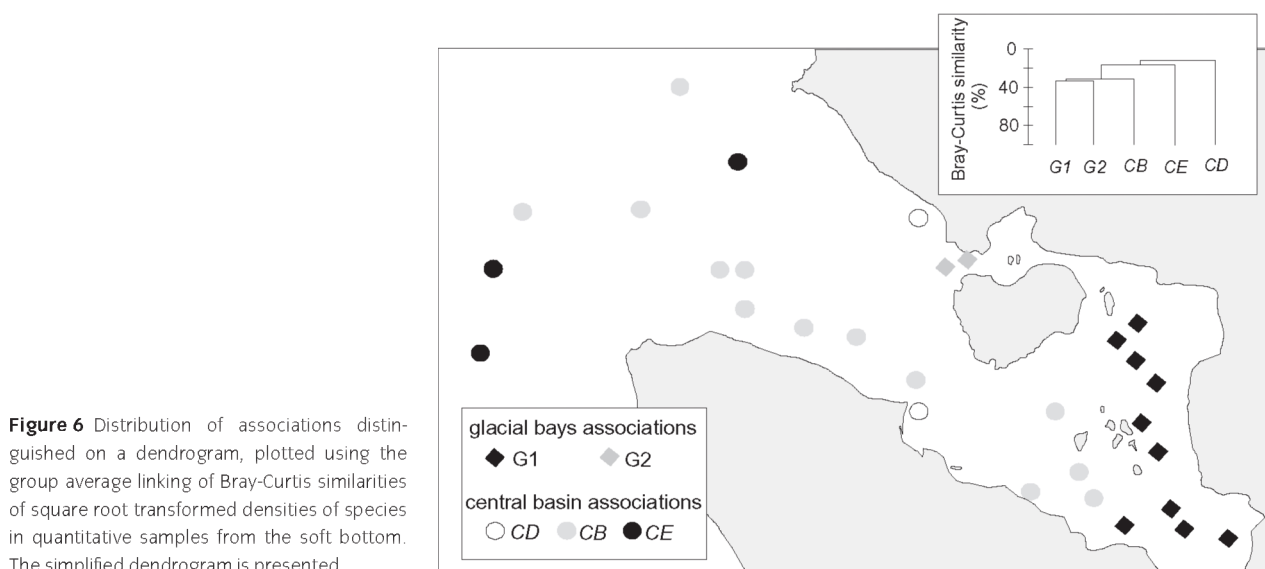 Bray-Curtis similarity
(%)
0
40
80
G1 G2 CB CE CD
glacial bays associations
G1 G2
central basin associations
CD CB CE
Figure 6 Distribution of associations distin-
guished on a dendrogram, plotted using the
group average linking of Bray-Curtis similarities
of square root transformed densities of species
in quantitative samples from the soft bottom.
The simplified dendrogram is presented